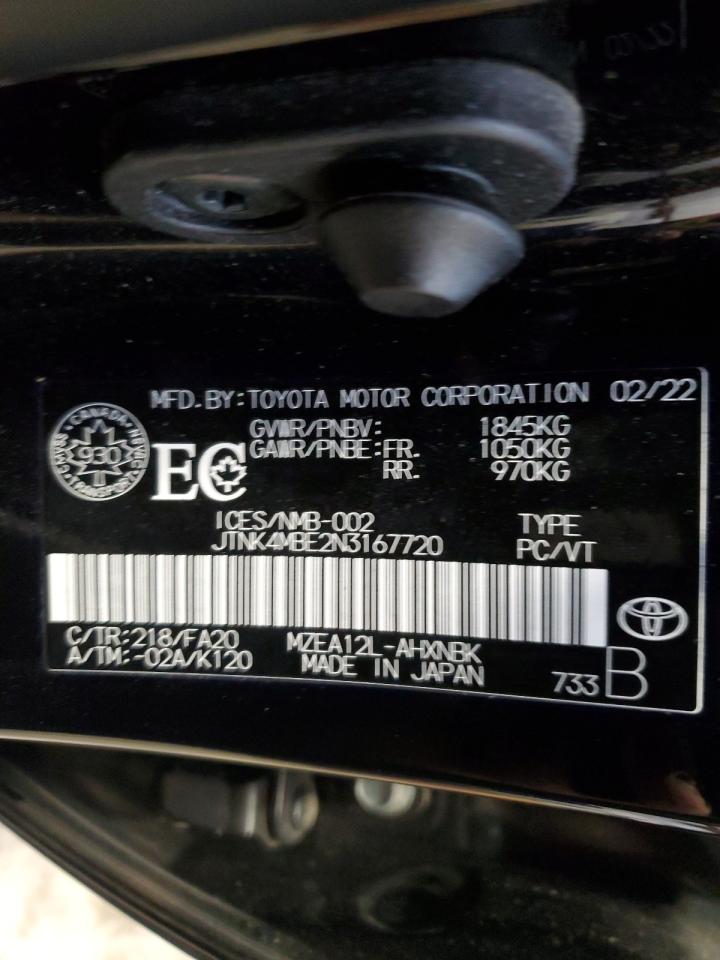 MFD.BY:TOYOTA MOTOR CORPORATION 02/22
GVWR/PNBV: 1845KG
GAWR/PNBE:FR. 1050KG
RR. 970KG
CANADA
930
EC
ICES/NMB-002 TYPE
JTNK4MBE2N3167720 PC/VT
C/TR:218/FA20 MZEA12L-AHXNBK
A/TM:-02A/K120 MADE IN JAPAN
733 B